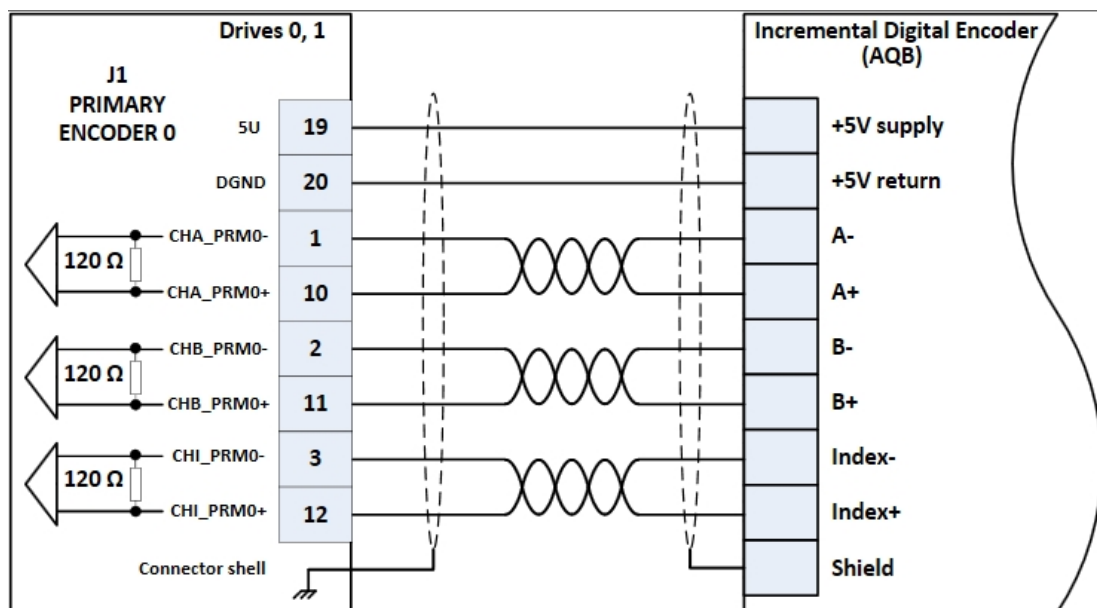 Drives 0, 1
J1
PRIMARY
ENCODER 0
5U 19
DGND 20
CHA_PRM0- 1
120 Ω
CHA_PRM0+ 10
CHB_PRM0- 2
120 Ω
CHB_PRM0+ 11
CHI_PRM0- 3
120 Ω
CHI_PRM0+ 12
Connector shell
Incremental Digital Encoder
(AQB)
+5V supply
+5V return
A-
A+
B-
B+
Index-
Index+
Shield